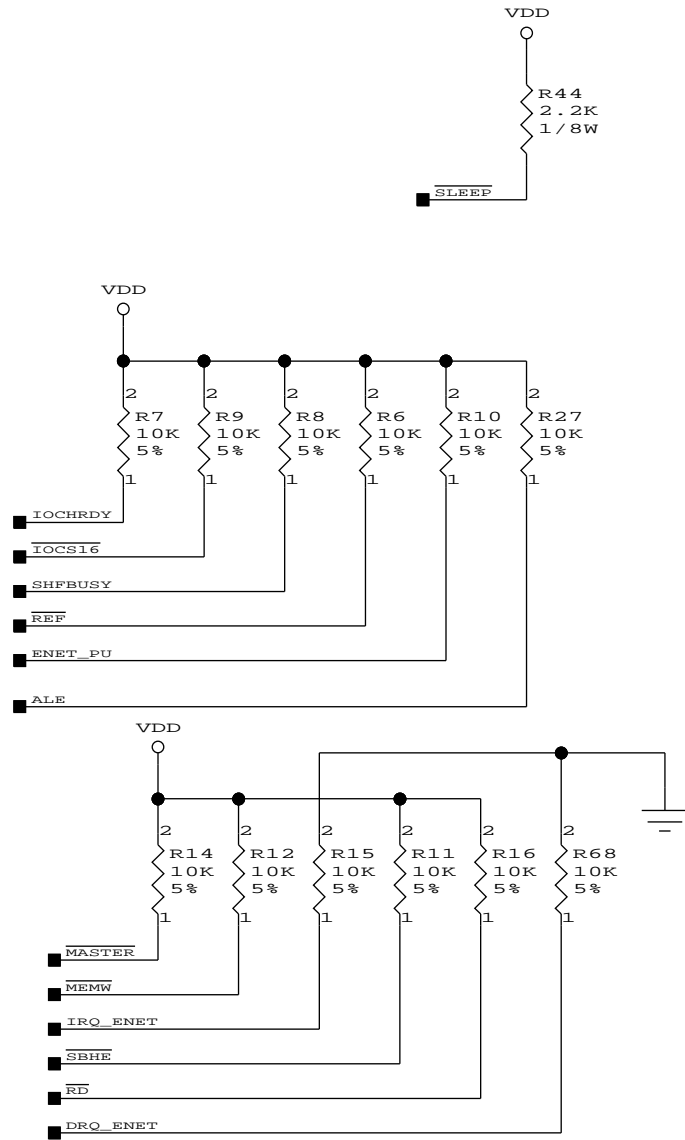 VDD
R44
2.2K
1/8W
SLEEP
VDD
2 2 2 2 2 2
R7 R9 R8 R6 R10 R27
10K 10K 10K 10K 10K 10K
5% 5% 5% 5% 5% 5%
1 1 1 1 1 1
IOCHRDY
IOCS16
SHFBUSY
REF
ENET_PU
ALE
VDD
2 2 2 2 2 2
R14 R12 R15 R11 R16 R68
10K 10K 10K 10K 10K 10K
5% 5% 5% 5% 5% 5%
1 1 1 1 1 1
MASTER
MEMW
IRQ_ENET
SBHE
RD
DRQ_ENET